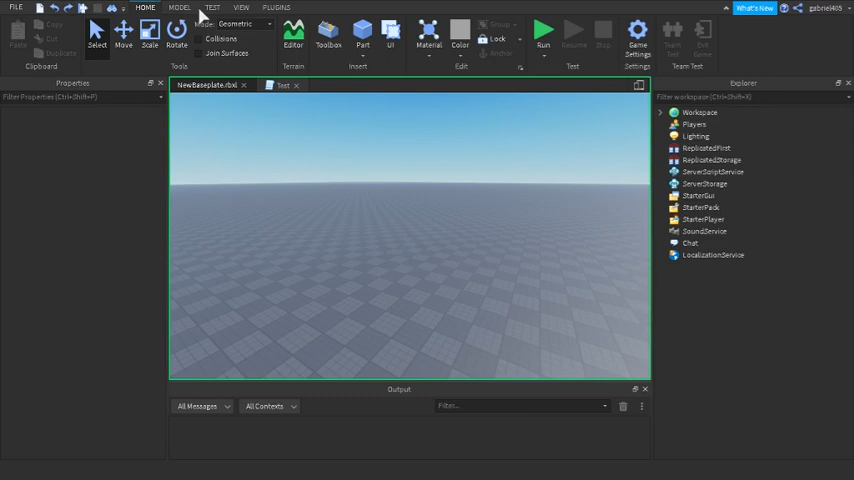 FILE HOME MODEL TEST VIEW PLUGINS What's New gabriel405
Paste Copy Cut Duplicate
Select Move Scale Rotate
Mode: Geometric
Collisions
Join Surfaces
Editor Toolbox Part UI Material Color Group Lock Anchor Run Resume Stop Game Settings Team Test Exit Game
Clipboard Tools Terrain Insert Edit Test Settings Team Test
Properties
Filter Properties (Ctrl+Shift+P)
NewBaseplate.rbxl × Test ×
Explorer
Filter workspace (Ctrl+Shift+X)
Workspace
Players
Lighting
ReplicatedFirst
ReplicatedStorage
ServerScriptService
ServerStorage
StarterGui
StarterPack
StarterPlayer
SoundService
Chat
LocalizationService
Output
All Messages All Contexts Filter...